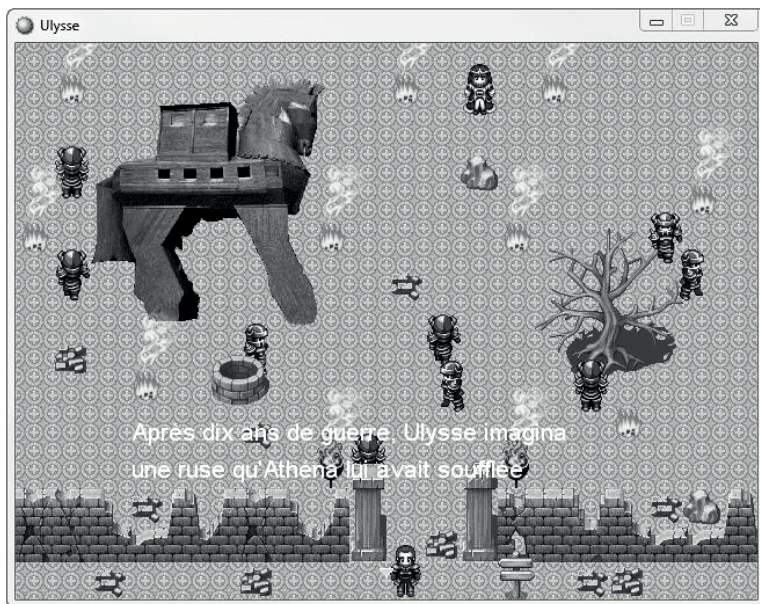 Ulysse
Après dix ans de guerre, Ulysse imagina
une ruse qu'Athéna lui avait soufflée